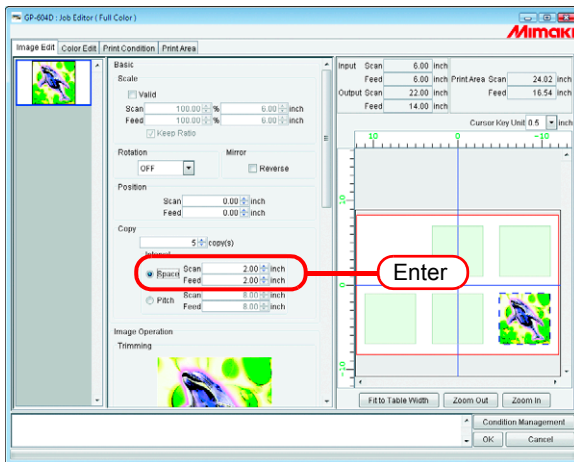 GP-604D : Job Editor ( Full Color )
Mimaki
Image Edit Color Edit Print Condition Print Area
Basic
Scale
Valid
Scan 100.00 % 6.00 inch
Feed 100.00 % 6.00 inch
Keep Ratio
Rotation Mirror
OFF Reverse
Position
Scan 0.00 inch
Feed 0.00 inch
Copy
5 copy(s)
Interval
Space Scan 2.00 inch
Feed 2.00 inch
Pitch Scan 8.00 inch
Feed 8.00 inch
Image Operation
Trimming
Input Scan 6.00 inch
Feed 6.00 inch Print Area Scan 24.02 inch
Output Scan 22.00 inch Feed 16.54 inch
Feed 14.00 inch
Cursor Key Unit 0.5 inch
10 0 -10
5
0
-10
Enter
Fit to Table Width Zoom Out Zoom In
Condition Management
OK Cancel